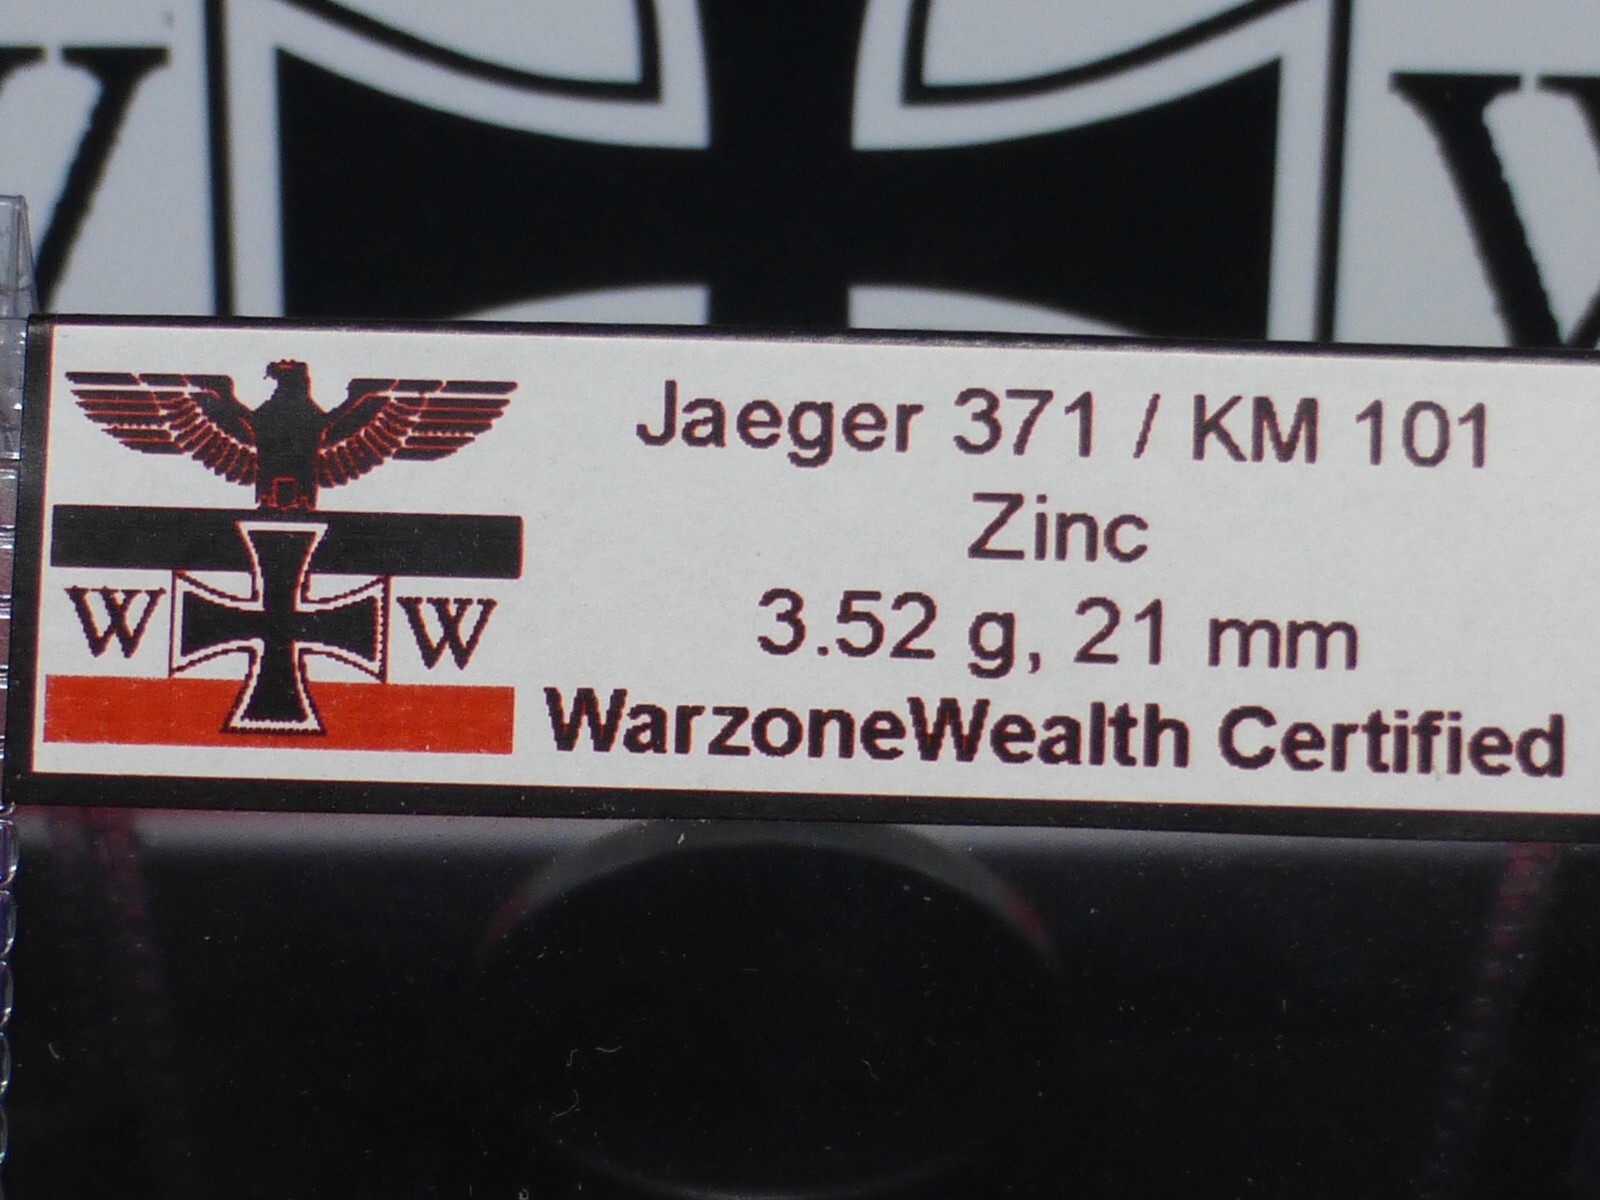 W W
Jaeger 371 / KM 101
Zinc
3.52 g, 21 mm
W W
WarzoneWealth Certified